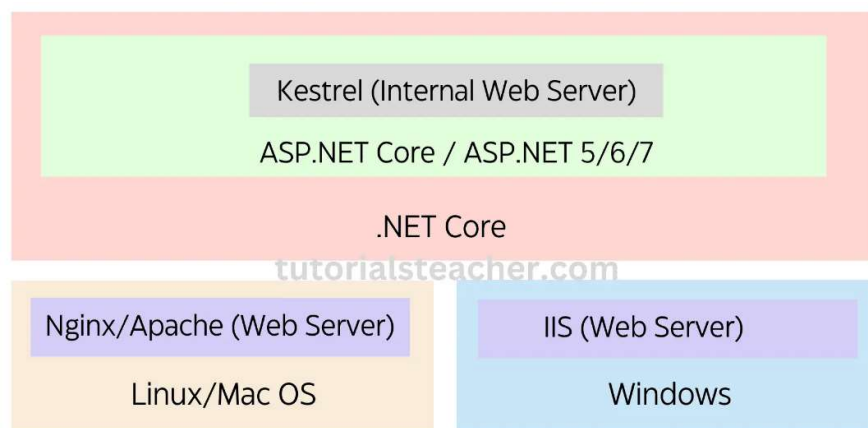 Kestrel (Internal Web Server)
ASP.NET Core / ASP.NET 5/6/7
.NET Core
tutorialsteacher.com
Nginx/Apache (Web Server)
IIS (Web Server)
Linux/Mac OS
Windows